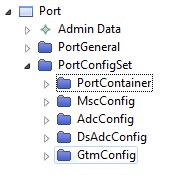 Port
Admin Data
PortGeneral
PortConfigSet
PortContainer
MscConfig
AdcConfig
DsAdcConfig
GtmConfig